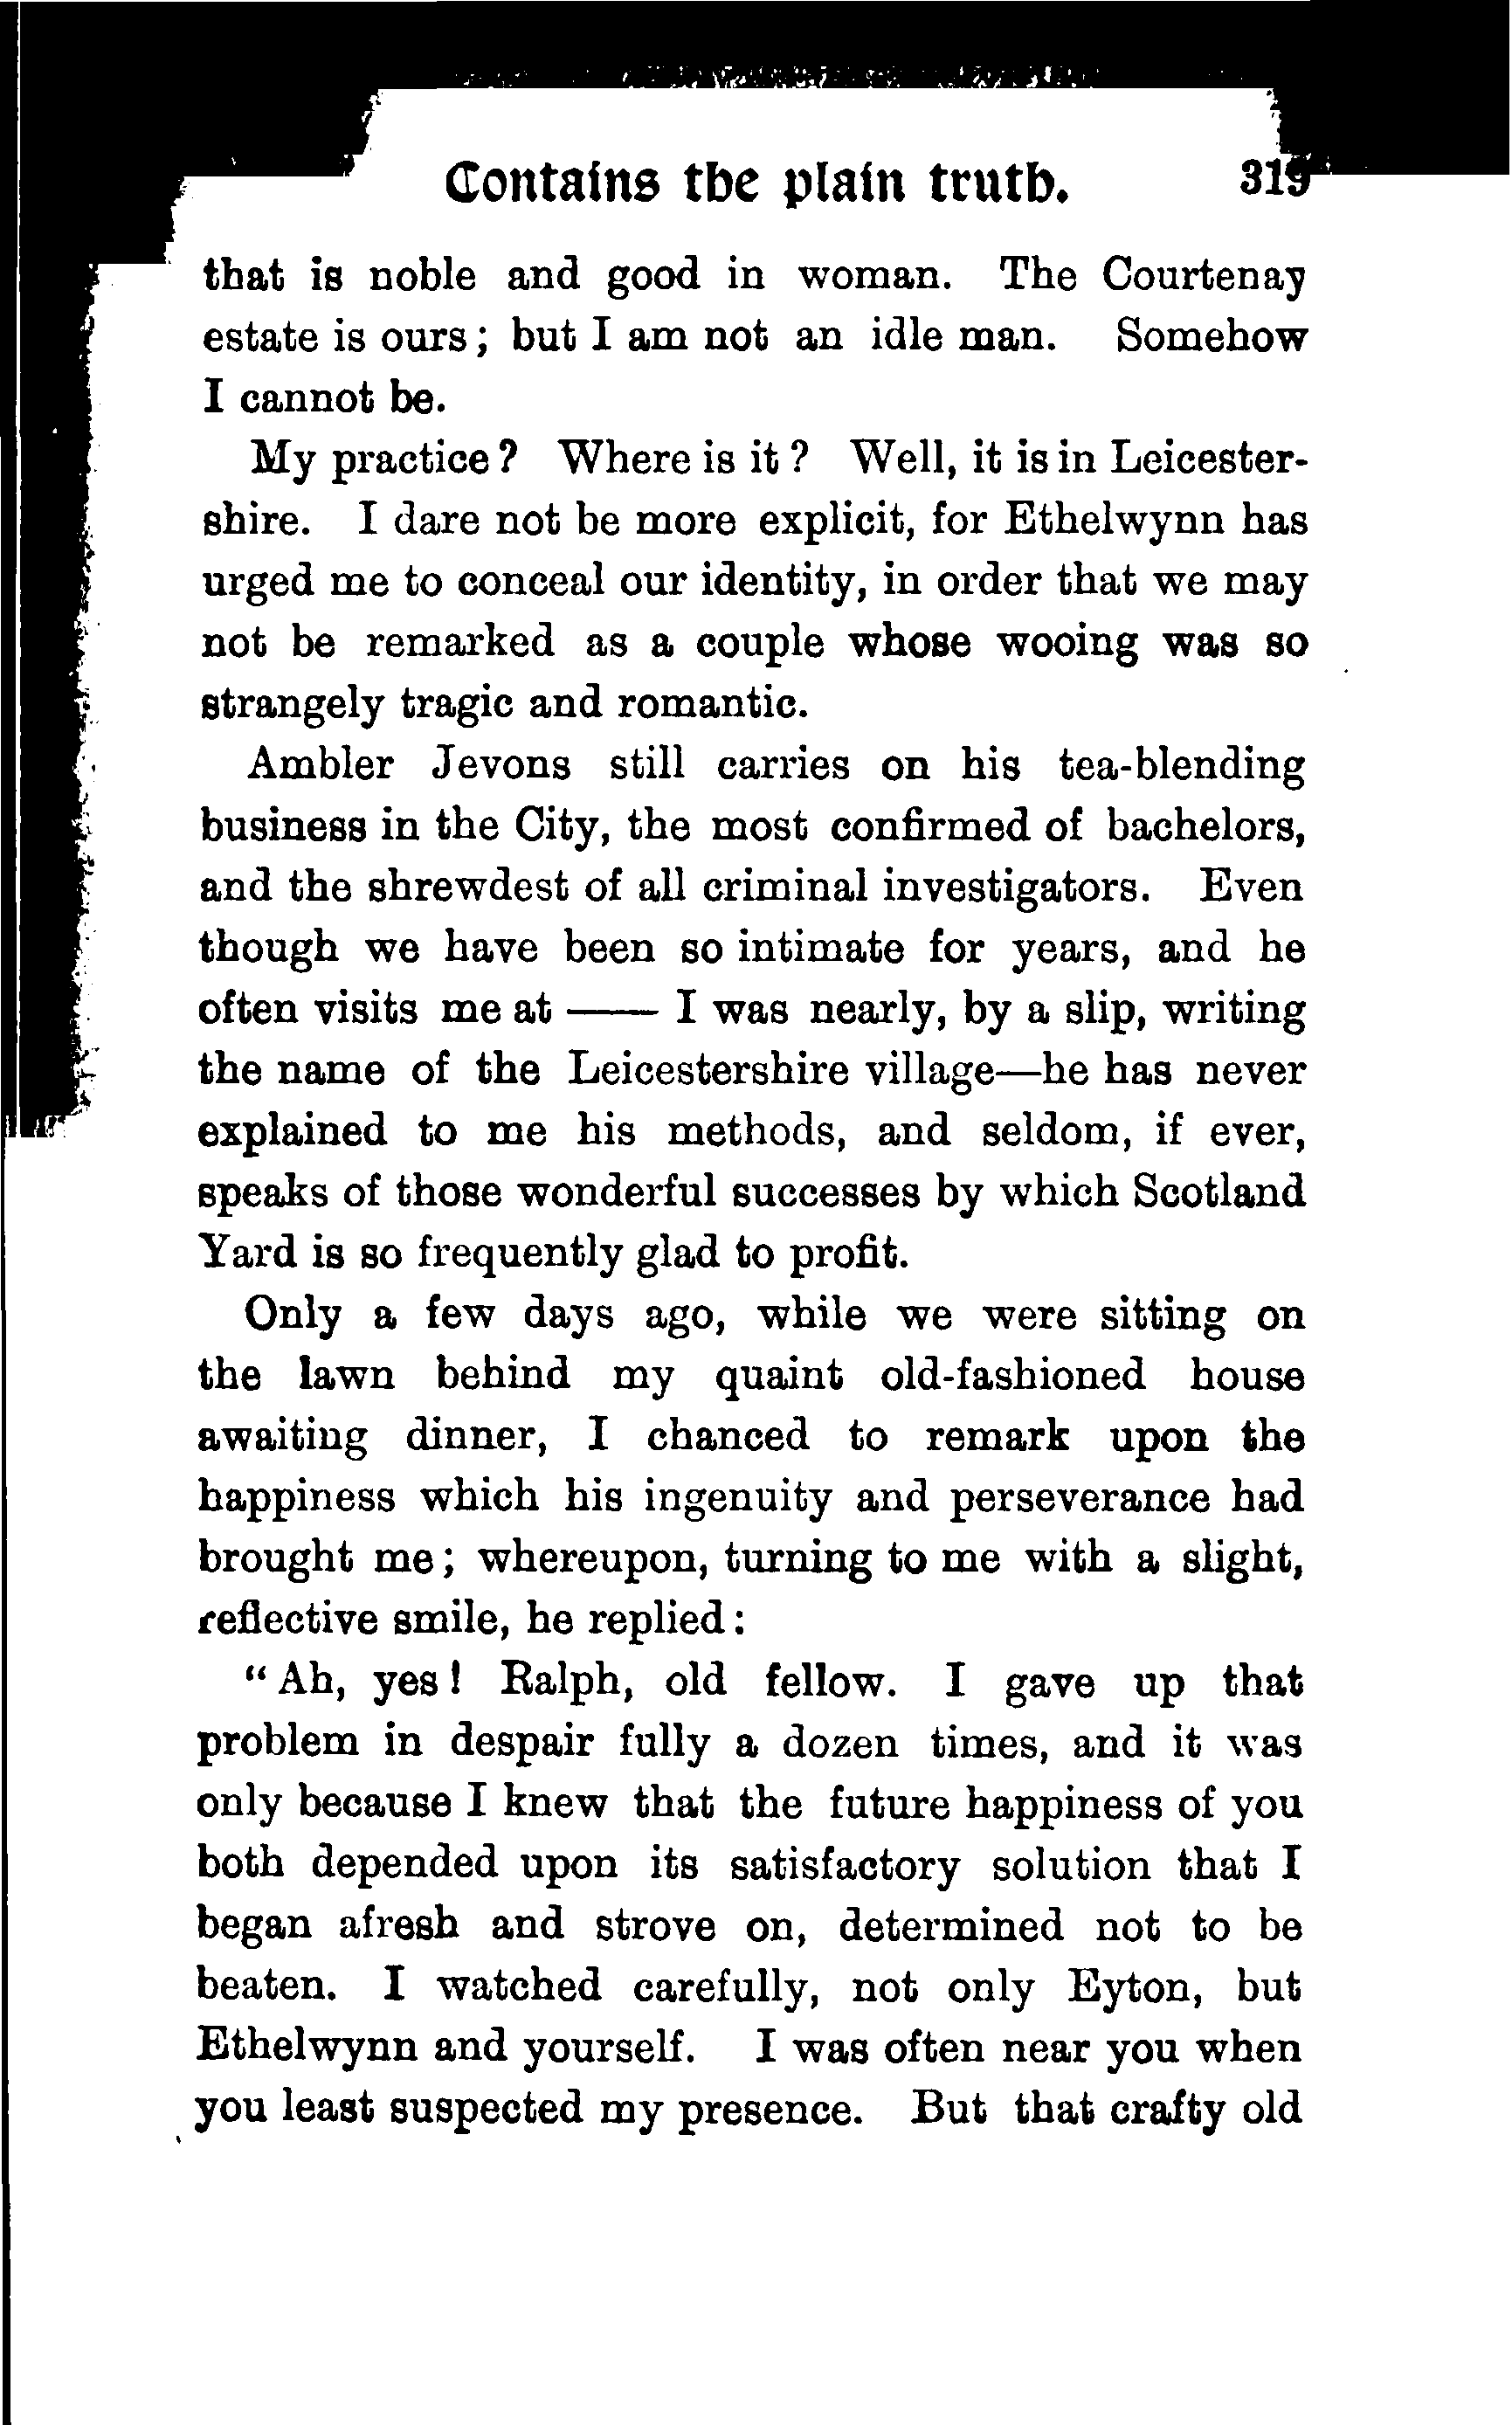 Contains the plain truth. 319
that is noble and good in woman. The Courtenay
estate is ours; but I am not an idle man. Somehow
I cannot be.
My practice? Where is it? Well, it is in Leicester-
shire. I dare not be more explicit, for Ethelwynn has
urged me to conceal our identity, in order that we may
not be remarked as a couple whose wooing was so
strangely tragic and romantic.
Ambler Jevons still carries on his tea-blending
business in the City, the most confirmed of bachelors,
and the shrewdest of all criminal investigators. Even
though we have been so intimate for years, and he
often visits me at —— I was nearly, by a slip, writing
the name of the Leicestershire village—he has never
explained to me his methods, and seldom, if ever,
speaks of those wonderful successes by which Scotland
Yard is so frequently glad to profit.
Only a few days ago, while we were sitting on
the lawn behind my quaint old-fashioned house
awaiting dinner, I chanced to remark upon the
happiness which his ingenuity and perseverance had
brought me; whereupon, turning to me with a slight,
reflective smile, he replied:
"Ah, yes! Ralph, old fellow. I gave up that
problem in despair fully a dozen times, and it was
only because I knew that the future happiness of you
both depended upon its satisfactory solution that I
began afresh and strove on, determined not to be
beaten. I watched carefully, not only Eyton, but
Ethelwynn and yourself. I was often near you when
you least suspected my presence. But that crafty old